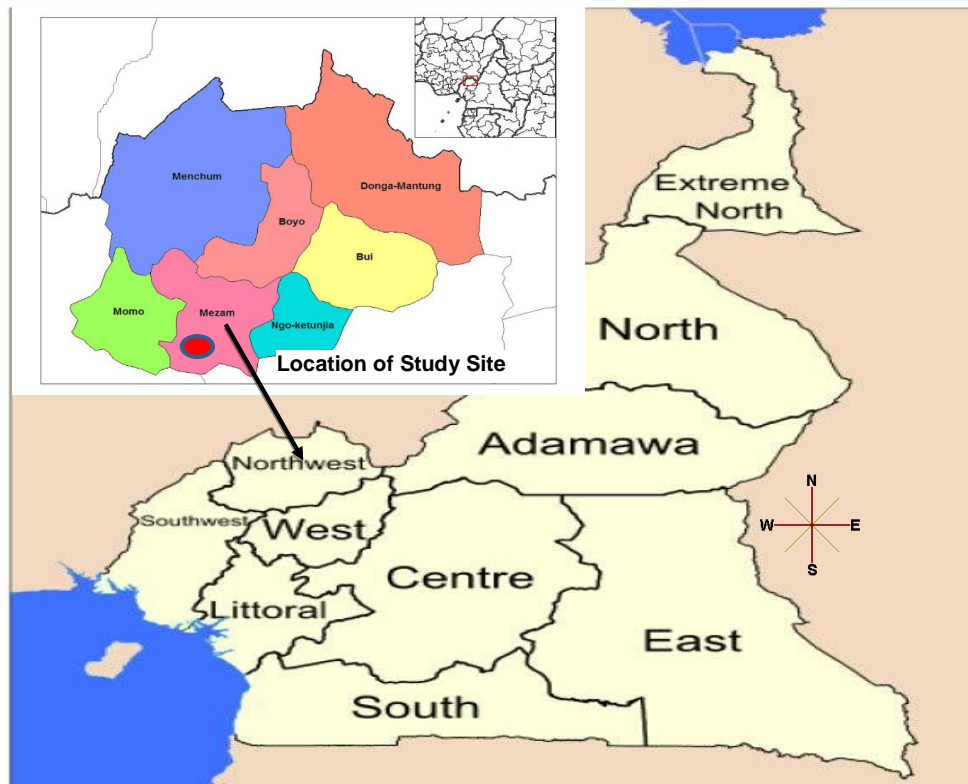 Menchum
Donga-Mantung
Boyo
Bui
Momo
Mezam
Ngo-ketunjia
Location of Study Site
Extreme
North
North
Adamawa
Northwest
Southwest
West
Centre
Littoral
East
South
N
W
E
S